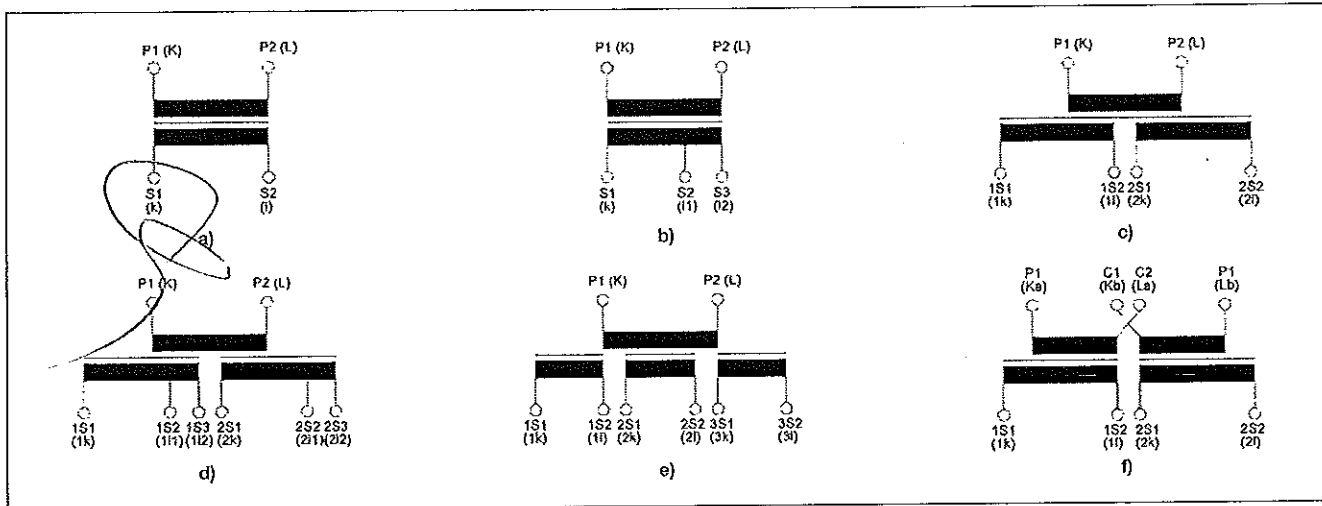 P1 (K) P2 (L)
S1 S2
(k) (l)
a)
P1 (K) P2 (L)
S1 S2 S3
(k) (l1) (l2)
b)
P1 (K) P2 (L)
1S1 1S2 2S1 2S2
(1k) (1l) (2k) (2l)
c)
P1 (K) P2 (L)
1S1 1S2 1S3 2S1 2S2 2S3
(1k) (1l1) (1l2) (2k) (2l1) (2l2)
d)
P1 (K) P2 (L)
1S1 1S2 2S1 2S2 3S1 3S2
(1k) (1l) (2k) (2l) (3k) (3l)
e)
P1 C1 C2 P1
(Ka) (Kb) (La) (Lb)
1S1 1S2 2S1 2S2
(1k) (1l) (2k) (2l)
f)